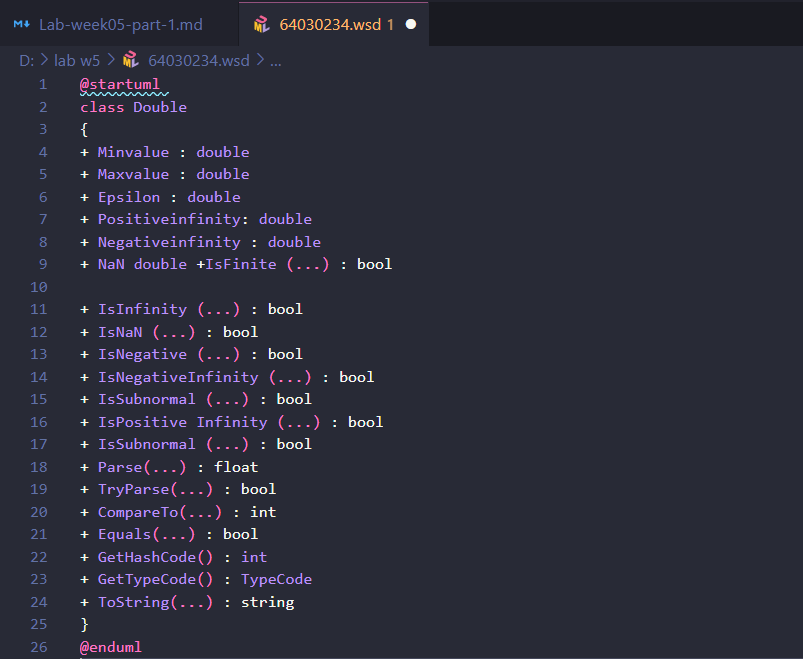 Lab-week05-part-1.md
64030234.wsd 1
D: > lab w5 > 64030234.wsd > ...
1 @startuml
2 class Double
3 {
4 + Minvalue : double
5 + Maxvalue : double
6 + Epsilon : double
7 + Positiveinfinity: double
8 + Negativeinfinity : double
9 + NaN double +IsFinite (...) : bool
10
11 + IsInfinity (...) : bool
12 + IsNaN (...) : bool
13 + IsNegative (...) : bool
14 + IsNegativeInfinity (...) : bool
15 + IsSubnormal (...) : bool
16 + IsPositive Infinity (...) : bool
17 + IsSubnormal (...) : bool
18 + Parse(...) : float
19 + TryParse(...) : bool
20 + CompareTo(...) : int
21 + Equals(...) : bool
22 + GetHashCode() : int
23 + GetTypeCode() : TypeCode
24 + ToString(...) : string
25 }
26 @enduml